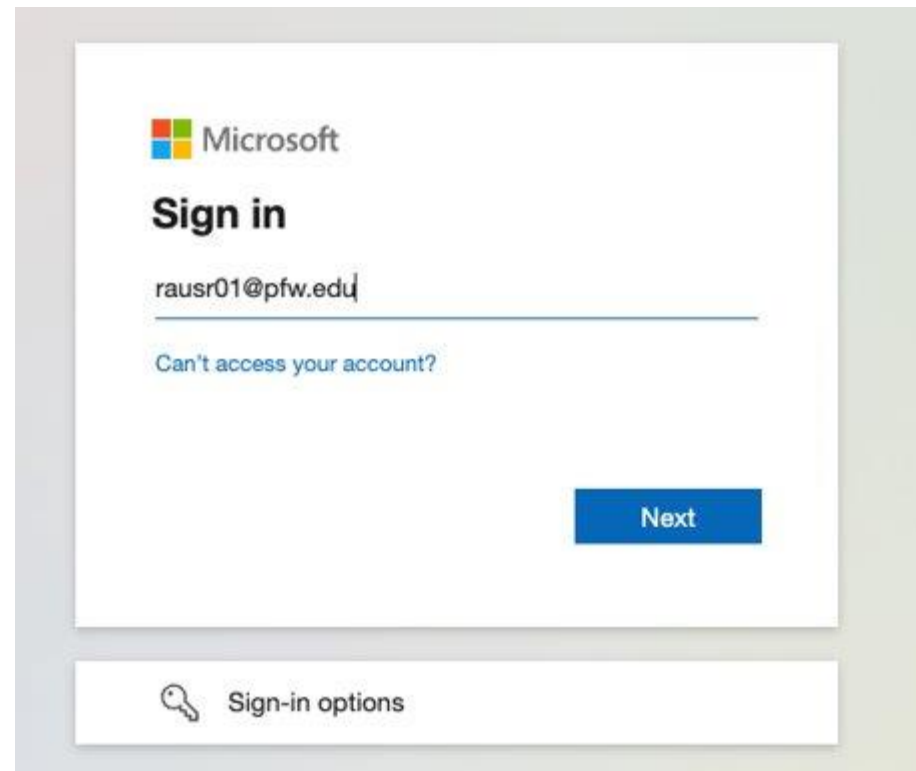 Microsoft
Sign in
rausr01@pfw.edu
Can't access your account?
Next
Sign-in options